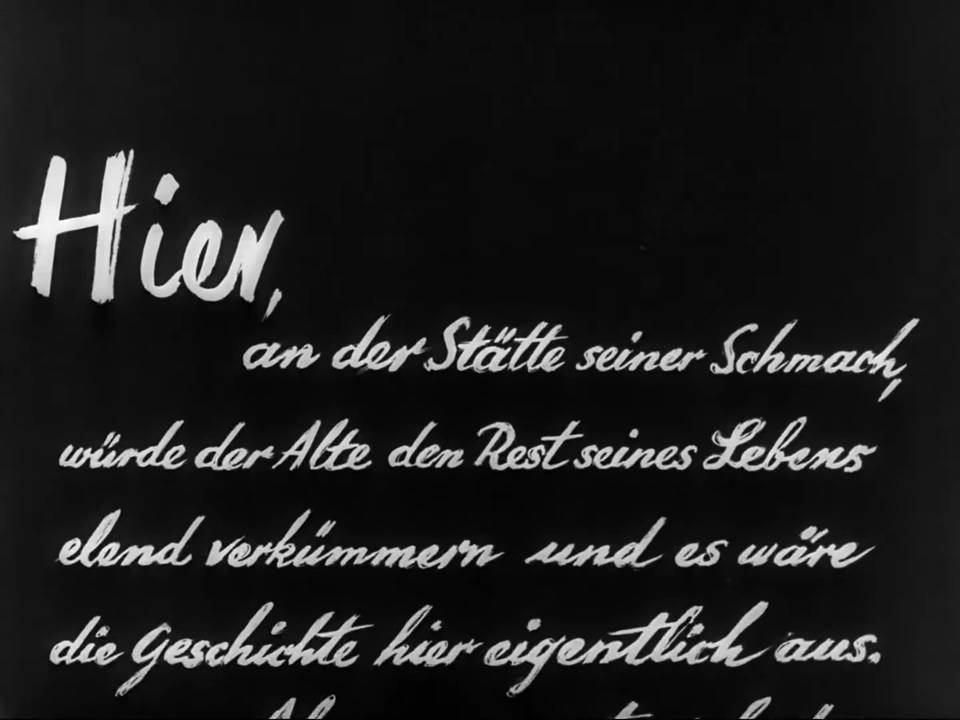 Hier,
an der Stätte seiner Schmach,
würde der Alte den Rest seines Lebens
elend verkümmern und es wäre
die Geschichte hier eigentlich aus.